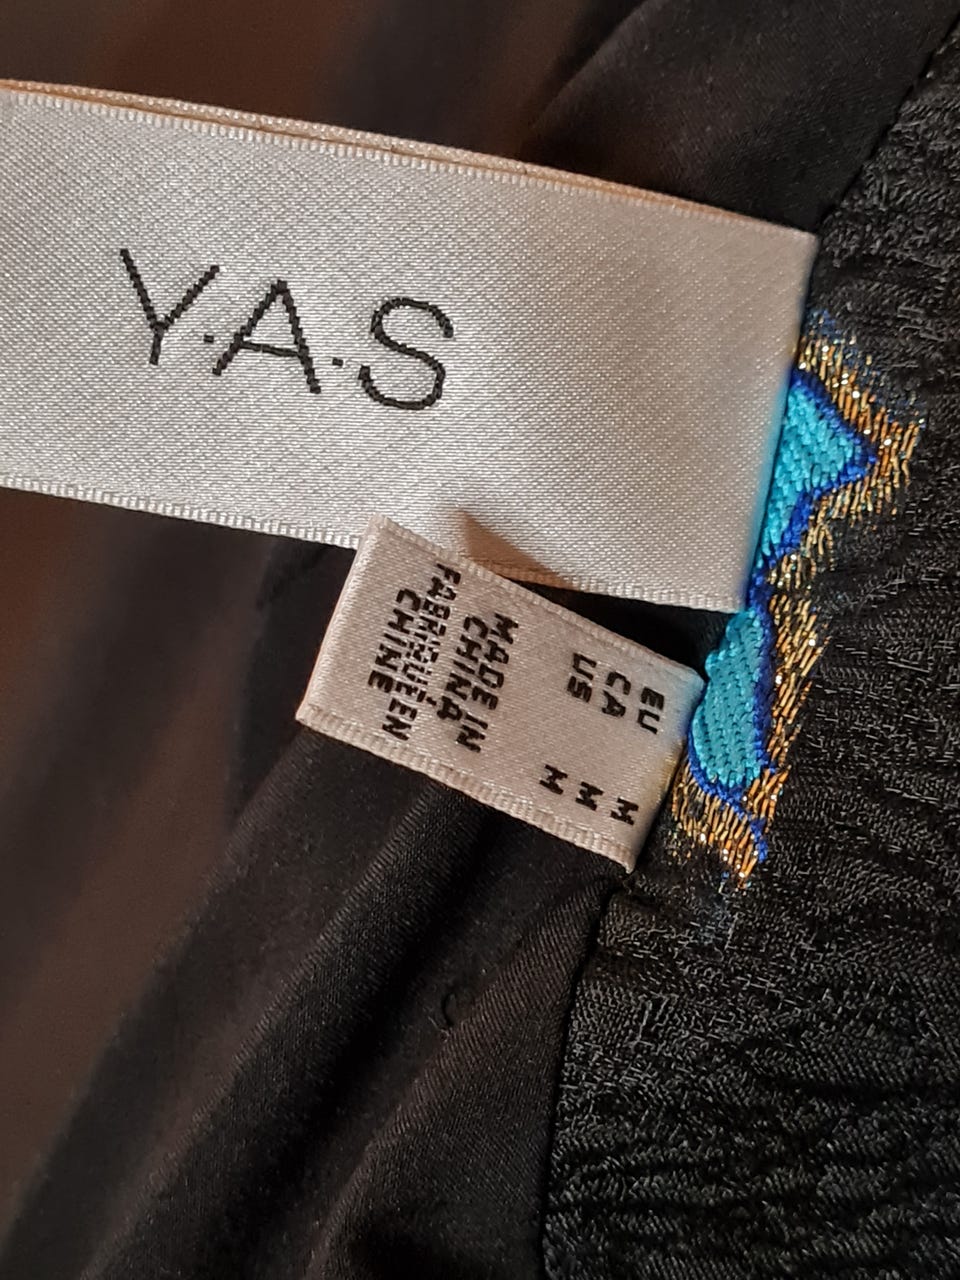 Y.A.S
EU M
CA M
US M
MADE IN
CHINA
FABRIQUÉ EN
CHINE